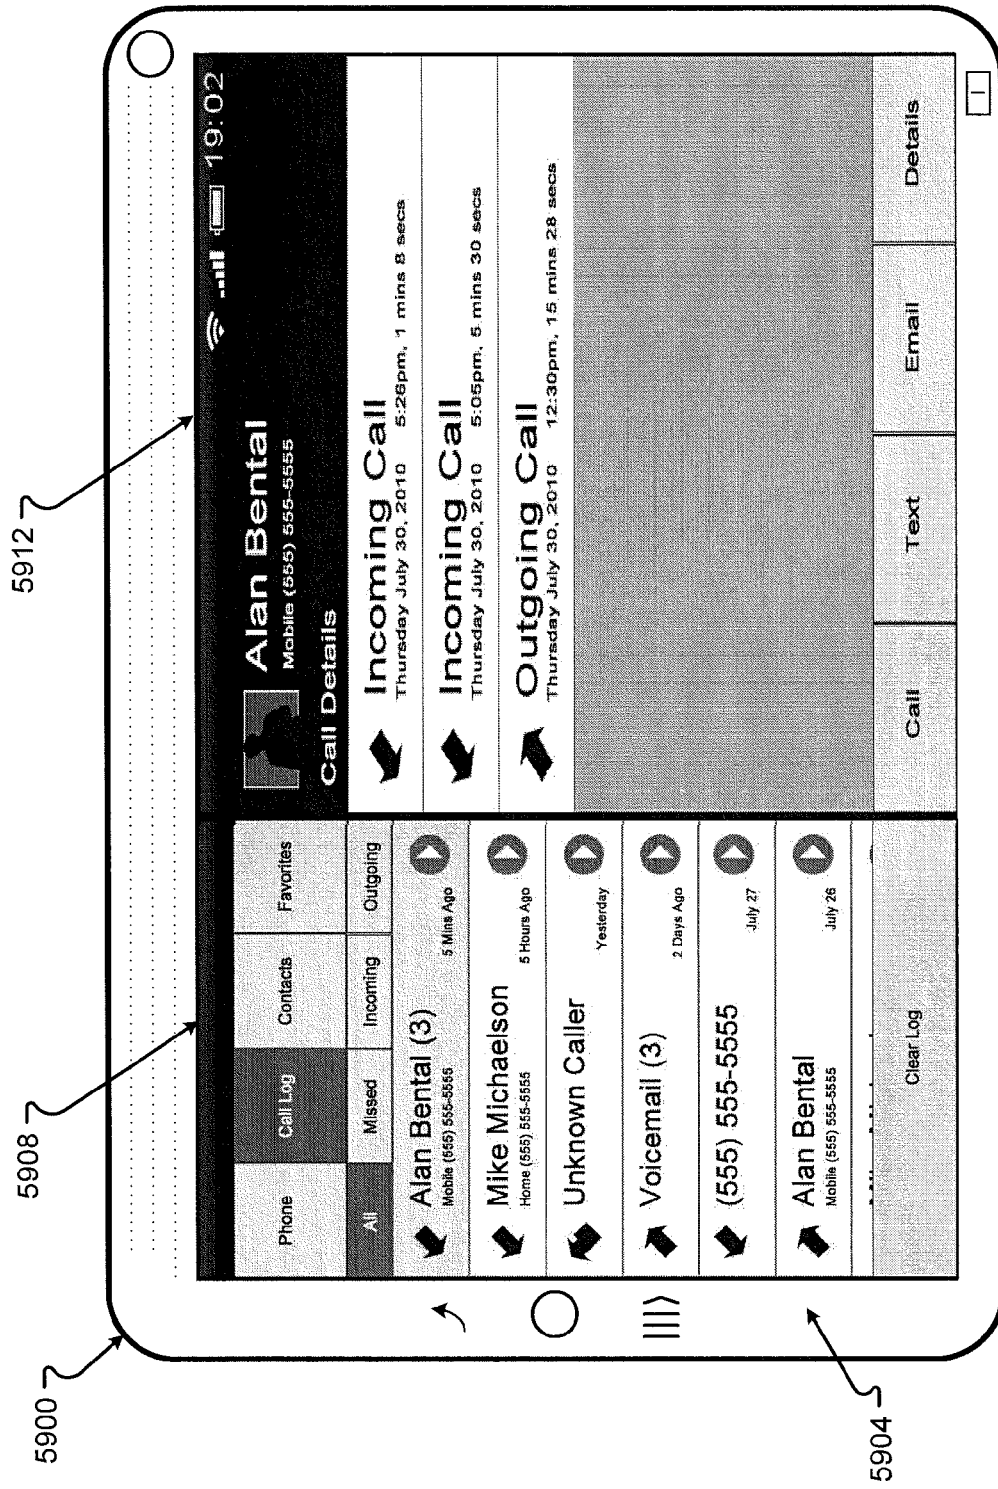 5900
5908
5912
5904
19:02
Phone
Call Log
Contacts
Favorites
All
Missed
Incoming
Outgoing
Alan Bental (3)
Mobile (555) 555-5555
5 Mins Ago
Mike Michaelson
Home (555) 555-5555
5 Hours Ago
Unknown Caller
Yesterday
Voicemail (3)
2 Days Ago
(555) 555-5555
July 27
Alan Bental
Mobile (555) 555-5555
July 26
Clear Log
Alan Bental
Mobile (555) 555-5555
Call Details
Incoming Call
Thursday July 30, 2010 5:26pm, 1 mins 8 secs
Incoming Call
Thursday July 30, 2010 5:05pm, 5 mins 30 secs
Outgoing Call
Thursday July 30, 2010 12:30pm, 15 mins 28 secs
Call
Text
Email
Details